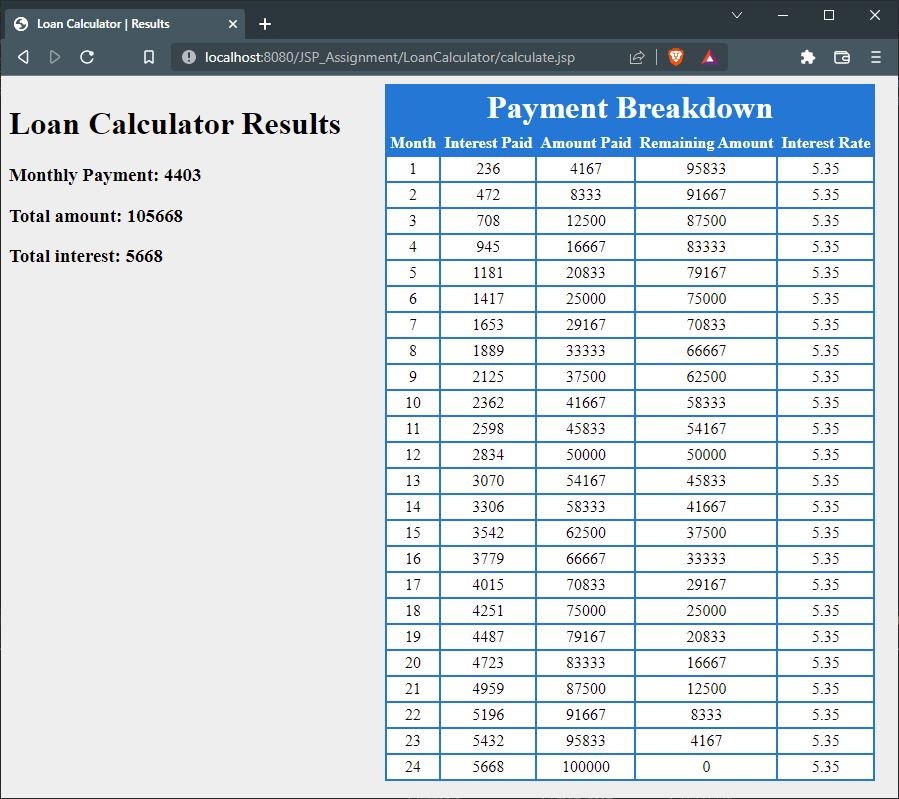 Loan Calculator | Results
localhost:8080/JSP_Assignment/LoanCalculator/calculate.jsp
Loan Calculator Results
Monthly Payment: 4403
Total amount: 105668
Total interest: 5668
Payment Breakdown
Month Interest Paid Amount Paid Remaining Amount Interest Rate
1 236 4167 95833 5.35
2 472 8333 91667 5.35
3 708 12500 87500 5.35
4 945 16667 83333 5.35
5 1181 20833 79167 5.35
6 1417 25000 75000 5.35
7 1653 29167 70833 5.35
8 1889 33333 66667 5.35
9 2125 37500 62500 5.35
10 2362 41667 58333 5.35
11 2598 45833 54167 5.35
12 2834 50000 50000 5.35
13 3070 54167 45833 5.35
14 3306 58333 41667 5.35
15 3542 62500 37500 5.35
16 3779 66667 33333 5.35
17 4015 70833 29167 5.35
18 4251 75000 25000 5.35
19 4487 79167 20833 5.35
20 4723 83333 16667 5.35
21 4959 87500 12500 5.35
22 5196 91667 8333 5.35
23 5432 95833 4167 5.35
24 5668 100000 0 5.35